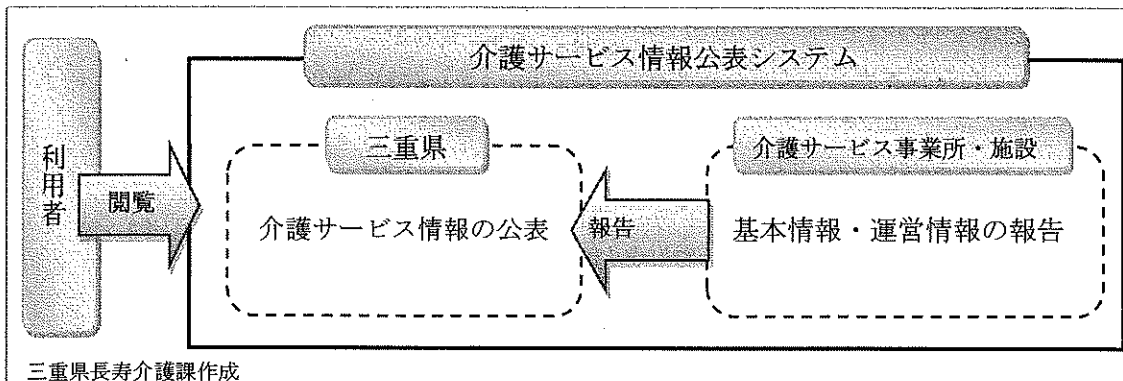 介護サービス情報公表システム
利用者
閲覧
三重県
介護サービス情報の公表
報告
介護サービス事業所・施設
基本情報・運営情報の報告
三重県長寿介護課作成